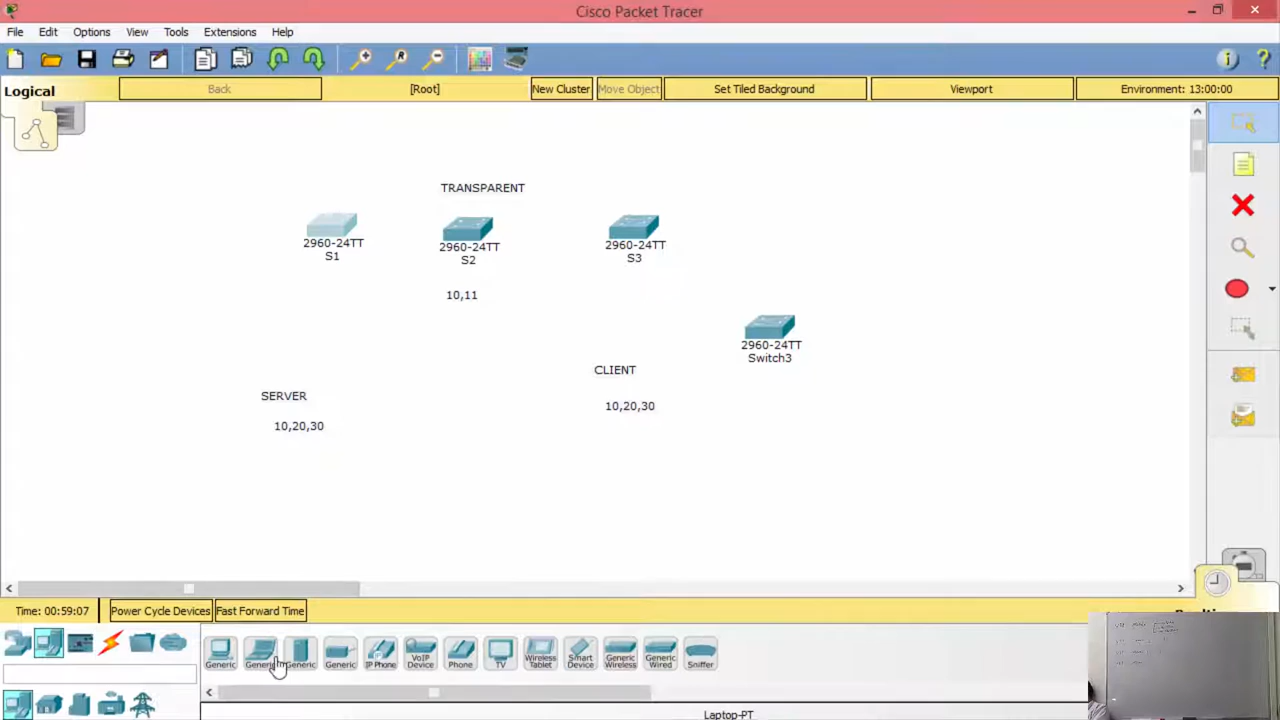 Cisco Packet Tracer
File Edit Options View Tools Extensions Help
Logical
Back
[Root]
New Cluster
Move Object
Set Tiled Background
Viewport
Environment: 13:00:00
TRANSPARENT
2960-24TT
S1
2960-24TT
S2
2960-24TT
S3
10,11
2960-24TT
Switch3
CLIENT
10,20,30
SERVER
10,20,30
Time: 00:59:07
Power Cycle Devices
Fast Forward Time
Generic
Generic
Generic
Generic
IP Phone
VoIP Device
Phone
TV
Wireless Tablet
Smart Device
Generic Wireless
Generic Wired
Sniffer
Laptop-PT